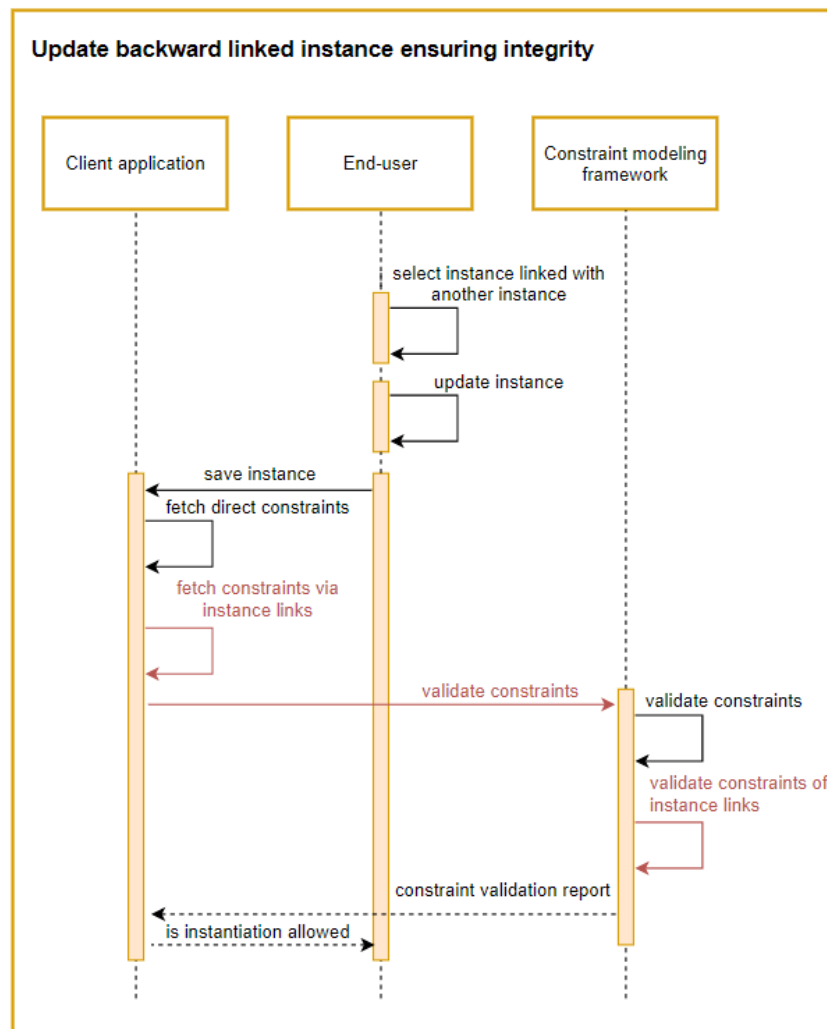 Update backward linked instance ensuring integrity
Client application
End-user
Constraint modeling
framework
select instance linked with
another instance
update instance
save instance
fetch direct constraints
fetch constraints via
instance links
validate constraints
validate constraints
validate constraints of
instance links
constraint validation report
is instantiation allowed